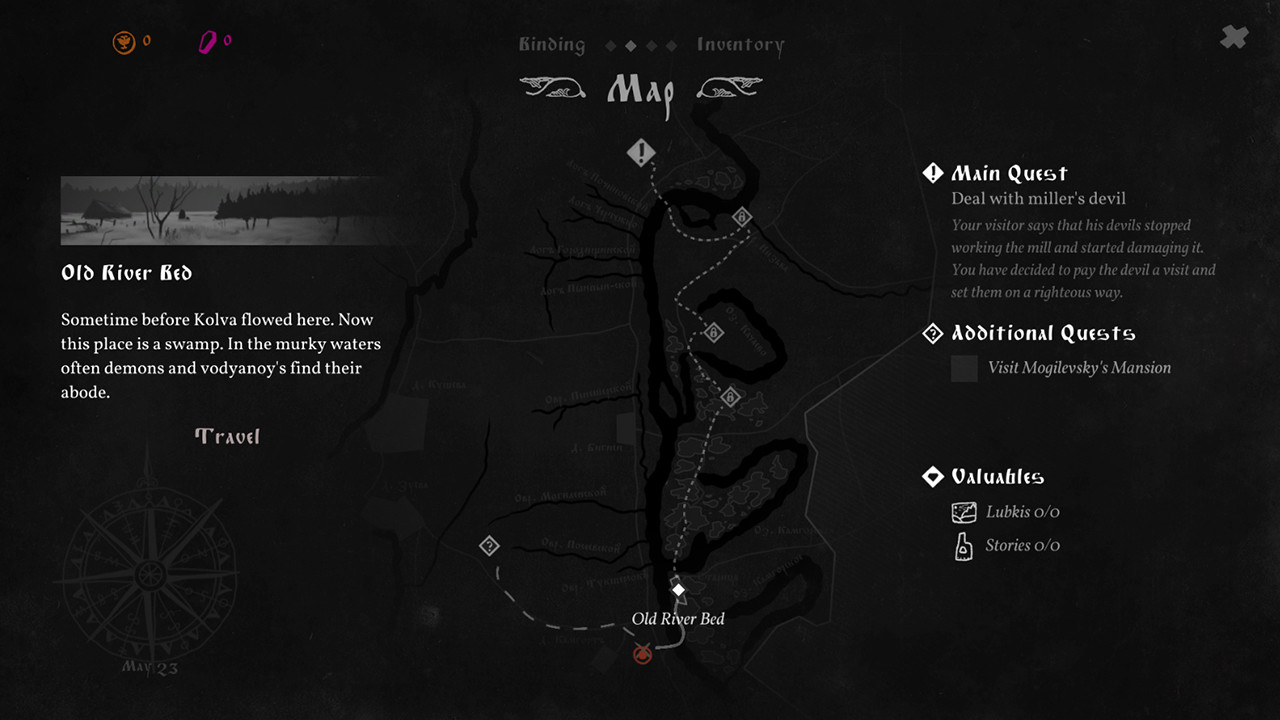 0
0
Binding
Inventory
Map
Old River Bed
Sometime before Kolva flowed here. Now
this place is a swamp. In the murky waters
often demons and vodyanoy's find their
abode.
Travel
May 23
Old River Bed
Main Quest
Deal with miller's devil
Your visitor says that his devils stopped
working the mill and started damaging it.
You have decided to pay the devil a visit and
set them on a righteous way.
Additional Quests
Visit Mogilevsky's Mansion
Valuables
Lubkis 0/0
Stories 0/0